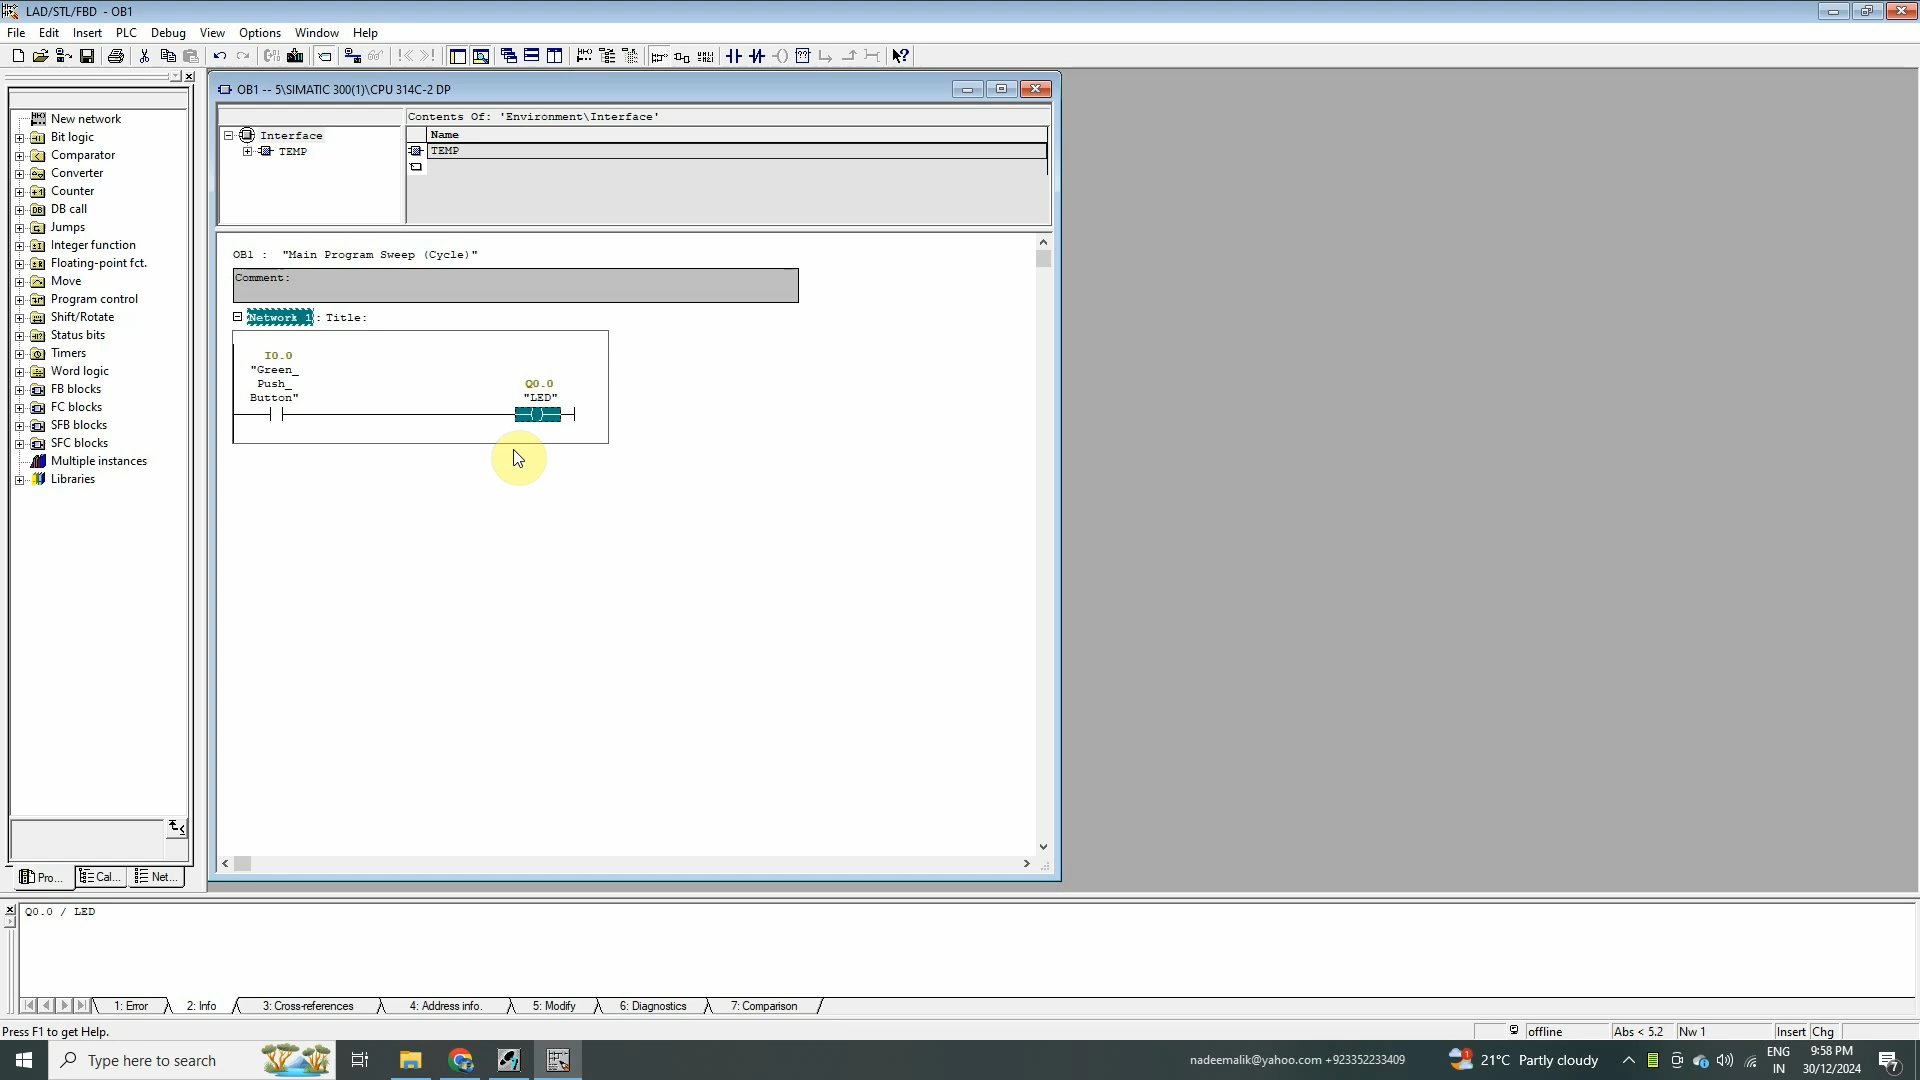 LAD/STL/FBD - OB1
File Edit Insert PLC Debug View Options Window Help
OB1 -- 5\SIMATIC 300(1)\CPU 314C-2 DP
Contents Of: 'Environment\Interface'
Interface
TEMP
Name
TEMP
New network
Bit logic
Comparator
Converter
Counter
DB call
Jumps
Integer function
Floating-point fct.
Move
Program control
Shift/Rotate
Status bits
Timers
Word logic
FB blocks
FC blocks
SFB blocks
SFC blocks
Multiple instances
Libraries
Pro... Cal... Net...
OB1 : "Main Program Sweep (Cycle)"
Comment:
Network 1: Title:
I0.0
"Green_
Push_
Button"
Q0.0
"LED"
Q0.0 / LED
1: Error 2: Info 3: Cross-references 4: Address info. 5: Modify 6: Diagnostics 7: Comparison
Press F1 to get Help.
offline Abs < 5.2 Nw 1 Insert Chg
Type here to search
nadeemalik@yahoo.com +923352233409
21°C Partly cloudy
ENG
IN
9:58 PM
30/12/2024